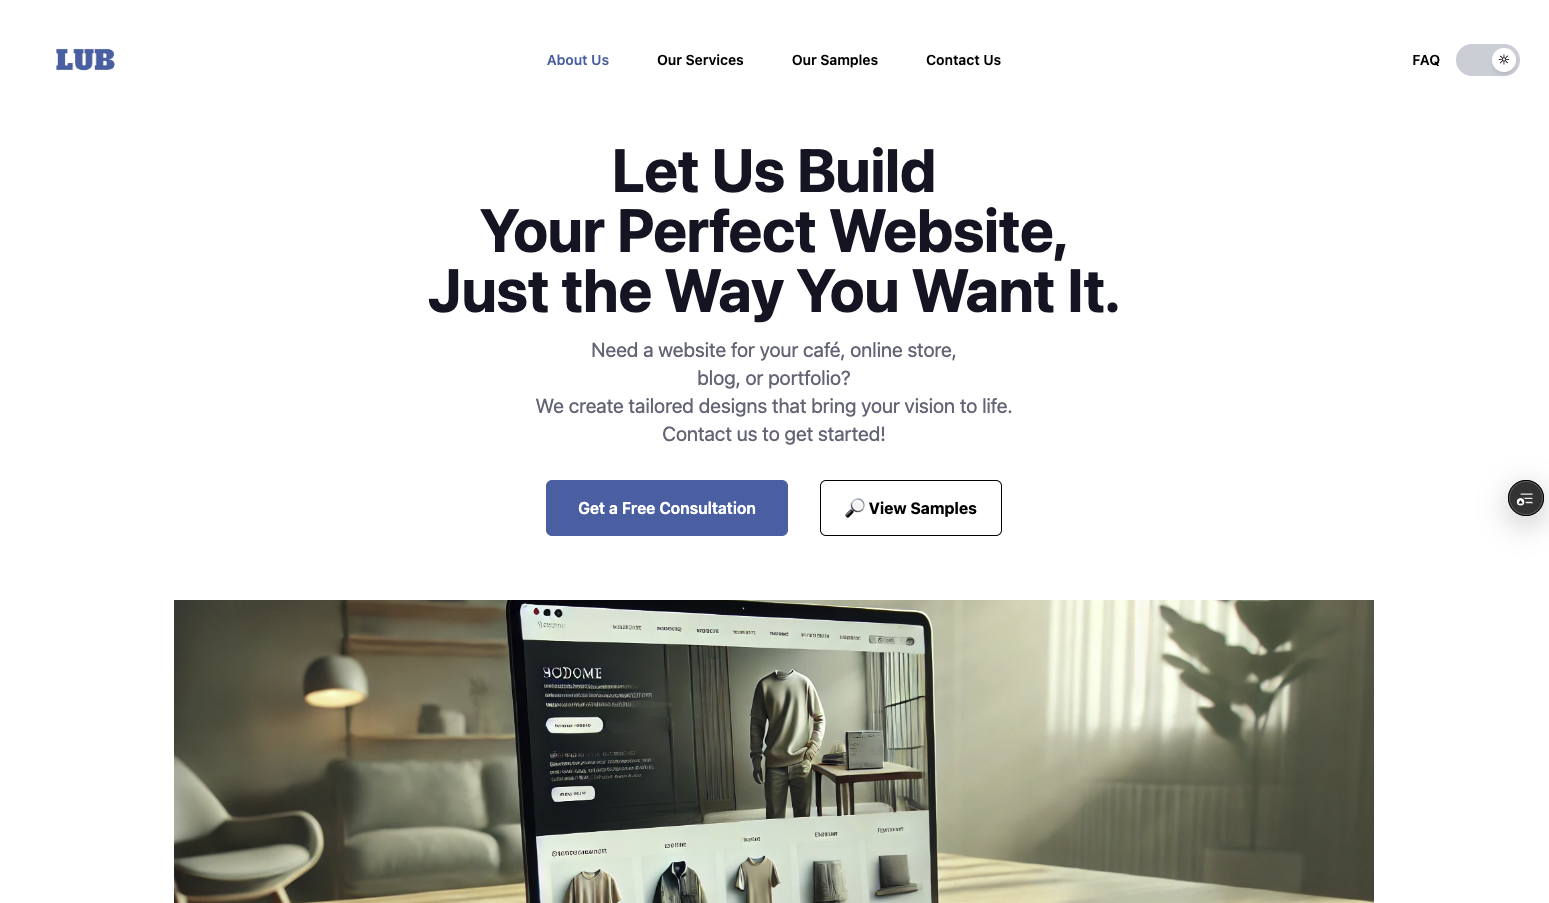 LUB
About Us
Our Services
Our Samples
Contact Us
FAQ
Let Us Build
Your Perfect Website,
Just the Way You Want It.
Need a website for your café, online store,
blog, or portfolio?
We create tailored designs that bring your vision to life.
Contact us to get started!
Get a Free Consultation
View Samples